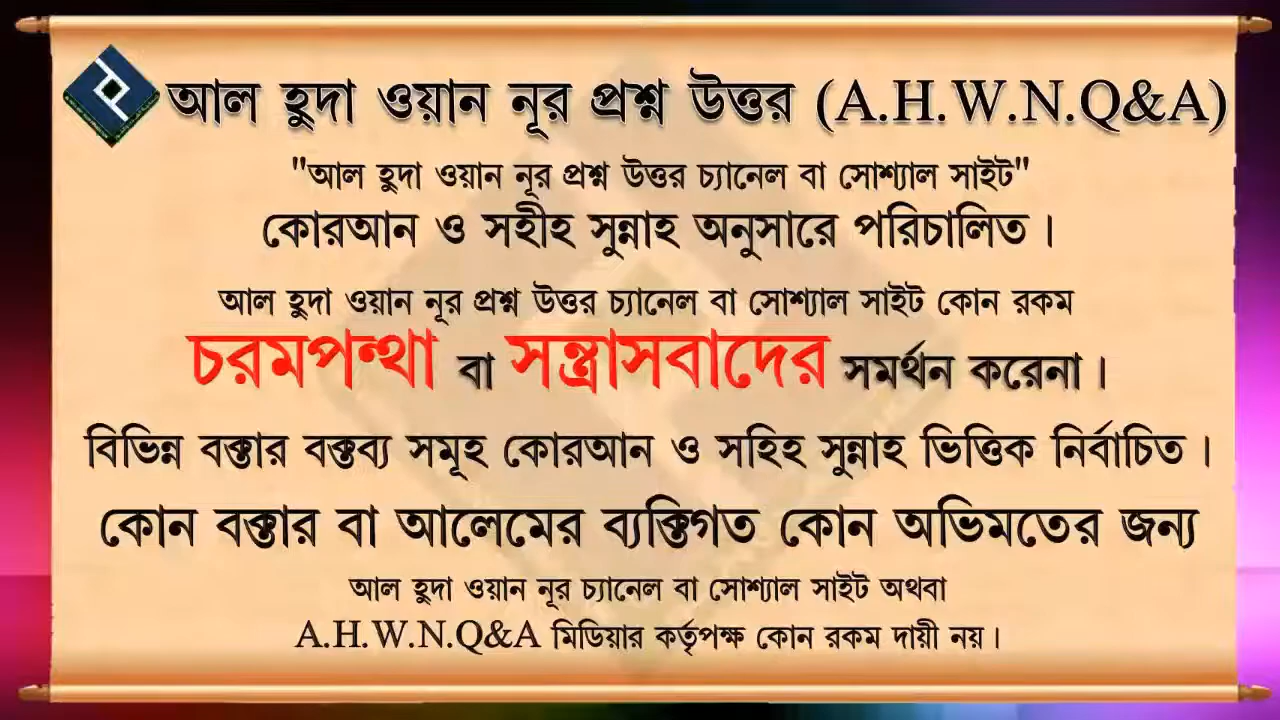 আল হুদা ওয়ান নূর প্রশ্ন উত্তর (A.H.W.N.Q&A)
"আল হুদা ওয়ান নূর প্রশ্ন উত্তর চ্যানেল বা সোশ্যাল সাইট"
কোরআন ও সহীহ সুন্নাহ অনুসারে পরিচালিত।
আল হুদা ওয়ান নূর প্রশ্ন উত্তর চ্যানেল বা সোশ্যাল সাইট কোন রকম
চরমপন্থা বা সন্ত্রাসবাদের সমর্থন করেনা।
বিভিন্ন বক্তার বক্তব্য সমূহ কোরআন ও সহিহ সুন্নাহ ভিত্তিক নির্বাচিত।
কোন বক্তার বা আলেমের ব্যক্তিগত কোন অভিমতের জন্য
আল হুদা ওয়ান নূর চ্যানেল বা সোশ্যাল সাইট অথবা
A.H.W.N.Q&A মিডিয়ার কর্তৃপক্ষ কোন রকম দায়ী নয়।